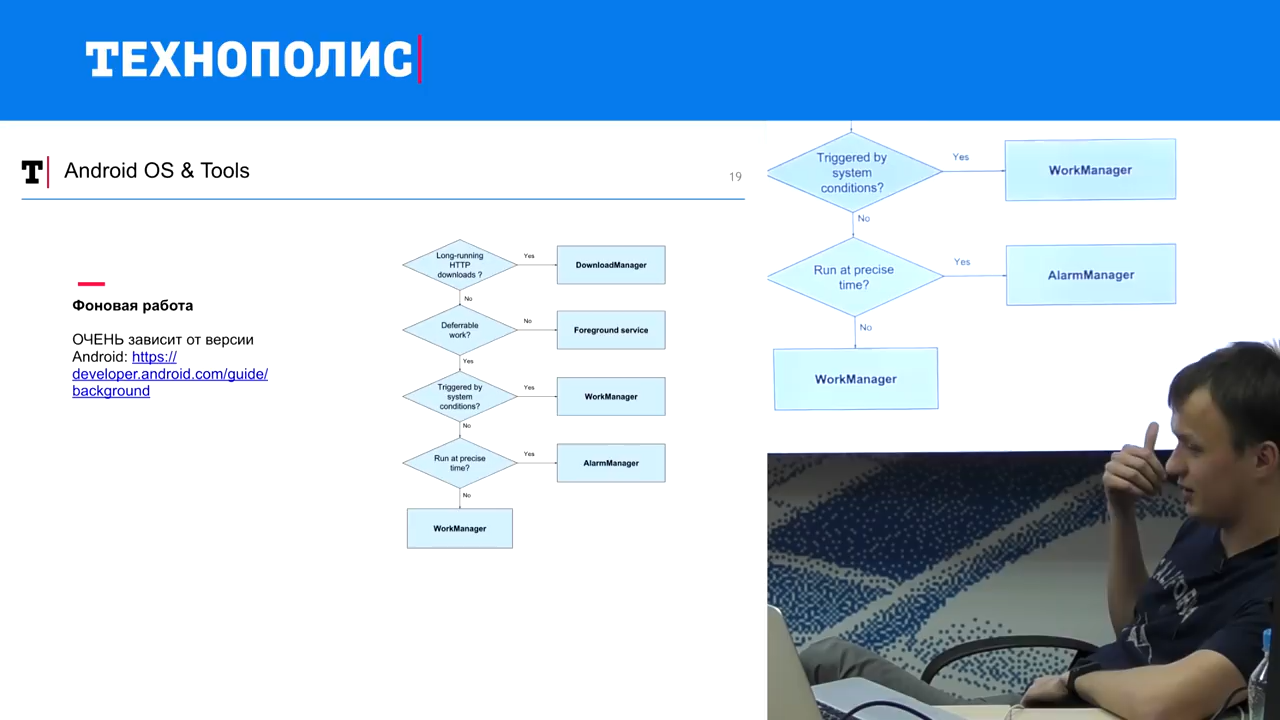 ТЕХНОПОЛИС
T
Android OS & Tools
19
Фоновая работа
ОЧЕНЬ зависит от версии
Android: https://
developer.android.com/guide/
background
Long-running
HTTP
downloads ?
Yes
DownloadManager
No
Deferrable
work?
No
Foreground service
Yes
Triggered by
system
conditions?
Yes
WorkManager
No
Run at precise
time?
Yes
AlarmManager
No
WorkManager
Triggered by
system
conditions?
Yes
WorkManager
No
Run at precise
time?
Yes
AlarmManager
No
WorkManager